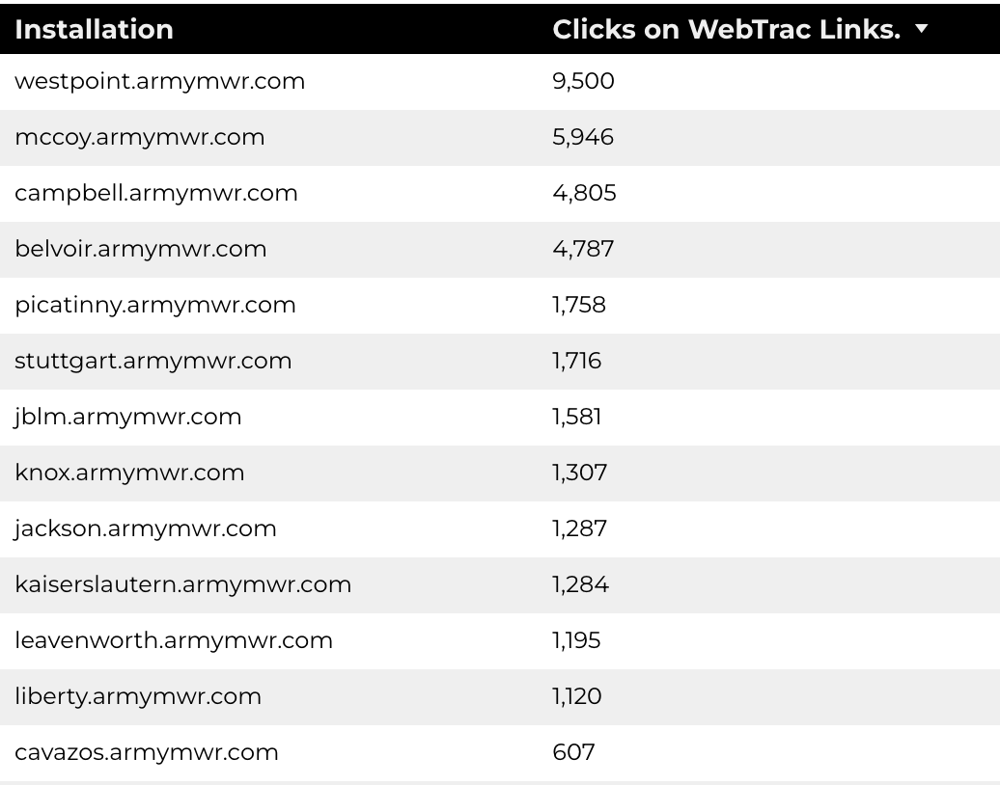 Installation Clicks on WebTrac Links.
westpoint.armymwr.com 9,500
mccoy.armymwr.com 5,946
campbell.armymwr.com 4,805
belvoir.armymwr.com 4,787
picatinny.armymwr.com 1,758
stuttgart.armymwr.com 1,716
jblm.armymwr.com 1,581
knox.armymwr.com 1,307
jackson.armymwr.com 1,287
kaiserslautern.armymwr.com 1,284
leavenworth.armymwr.com 1,195
liberty.armymwr.com 1,120
cavazos.armymwr.com 607